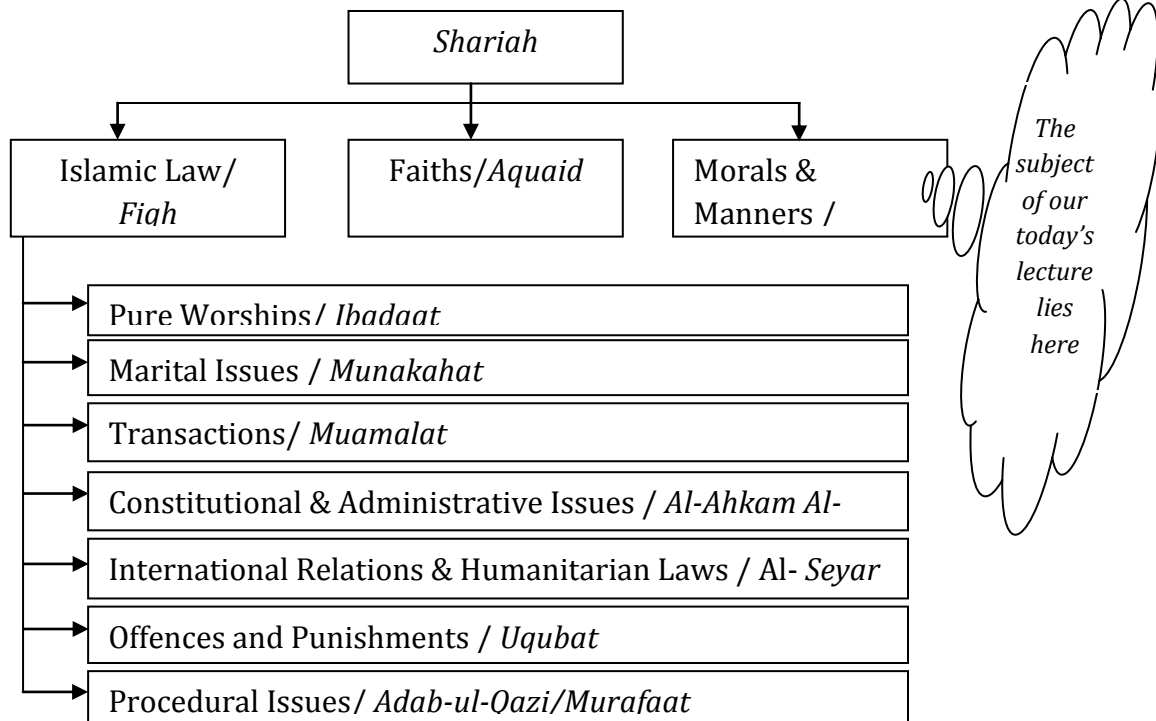 Shariah
Islamic Law/
Fiqh
Faiths/Aquaid
Morals &
Manners /
The
subject
of our
today's
lecture
lies
here
Pure Worships/ Ibadaat
Marital Issues / Munakahat
Transactions/ Muamalat
Constitutional & Administrative Issues / Al-Ahkam Al-
International Relations & Humanitarian Laws / Al- Seyar
Offences and Punishments / Uqubat
Procedural Issues/ Adab-ul-Qazi/Murafaat